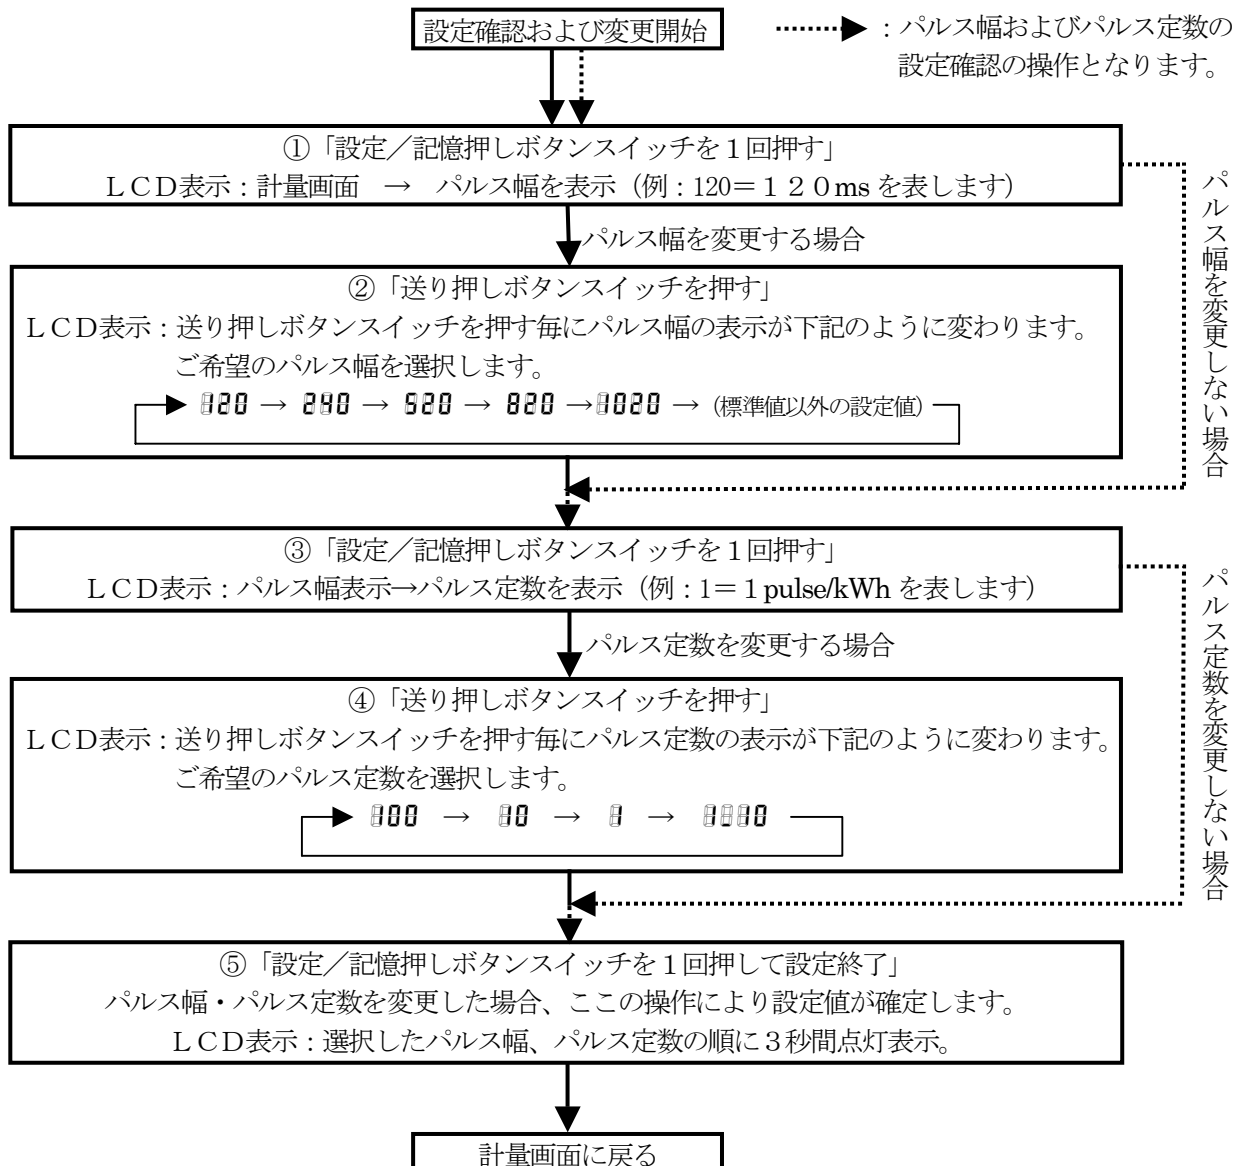 設定確認および変更開始
：パルス幅およびパルス定数の
設定確認の操作となります。
①「設定／記憶押しボタンスイッチを１回押す」
ＬＣＤ表示：計量画面　→　パルス幅を表示（例：120＝１２０ms を表します）
パルス幅を変更する場合
パルス幅を変更しない場合
②「送り押しボタンスイッチを押す」
ＬＣＤ表示：送り押しボタンスイッチを押す毎にパルス幅の表示が下記のように変わります。
ご希望のパルス幅を選択します。
120 → 240 → 520 → 820 →1020 → (標準値以外の設定値)
③「設定／記憶押しボタンスイッチを１回押す」
ＬＣＤ表示：パルス幅表示→パルス定数を表示（例：1＝１pulse/kWh を表します）
パルス定数を変更する場合
パルス定数を変更しない場合
④「送り押しボタンスイッチを押す」
ＬＣＤ表示：送り押しボタンスイッチを押す毎にパルス定数の表示が下記のように変わります。
ご希望のパルス定数を選択します。
100 → 10 → 1 → 1_10
⑤「設定／記憶押しボタンスイッチを１回押して設定終了」
パルス幅・パルス定数を変更した場合、ここの操作により設定値が確定します。
ＬＣＤ表示：選択したパルス幅、パルス定数の順に３秒間点灯表示。
計量画面に戻る